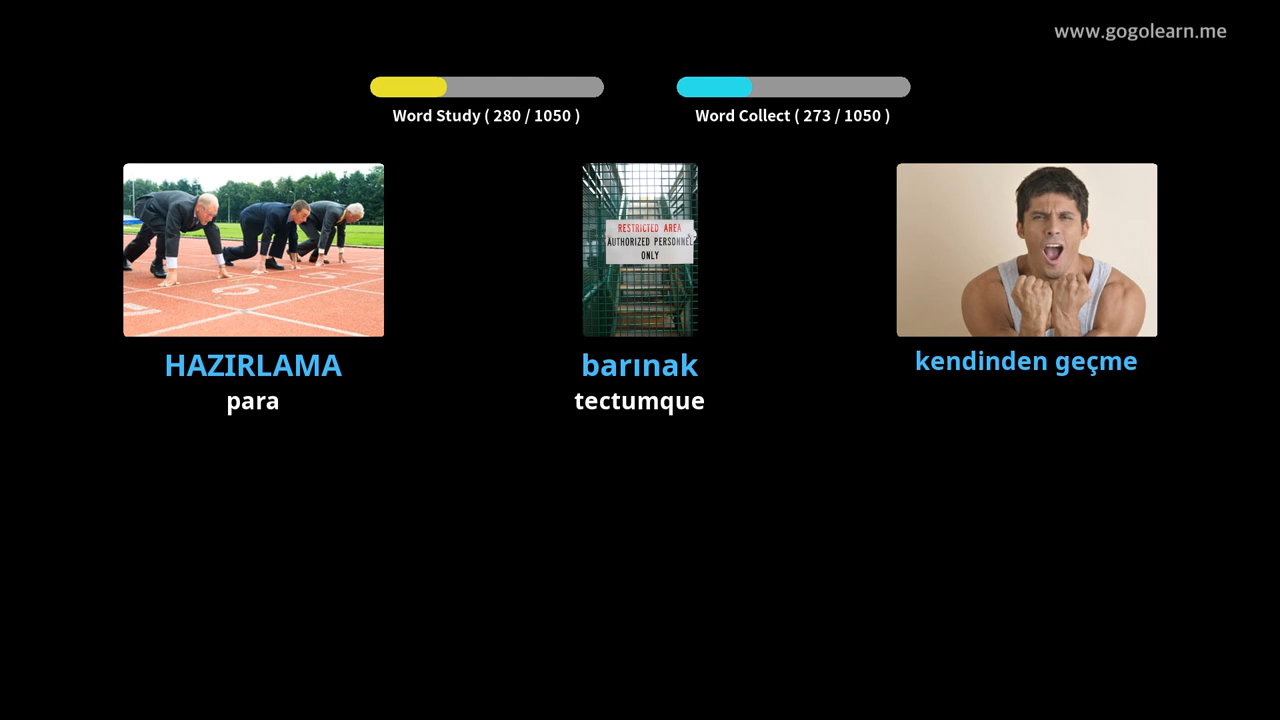 www.gogolearn.me
Word Study ( 280 / 1050 )
Word Collect ( 273 / 1050 )
RESTRICTED AREA
AUTHORIZED PERSONNEL
ONLY
HAZIRLAMA
para
barınak
tectumque
kendinden geçme